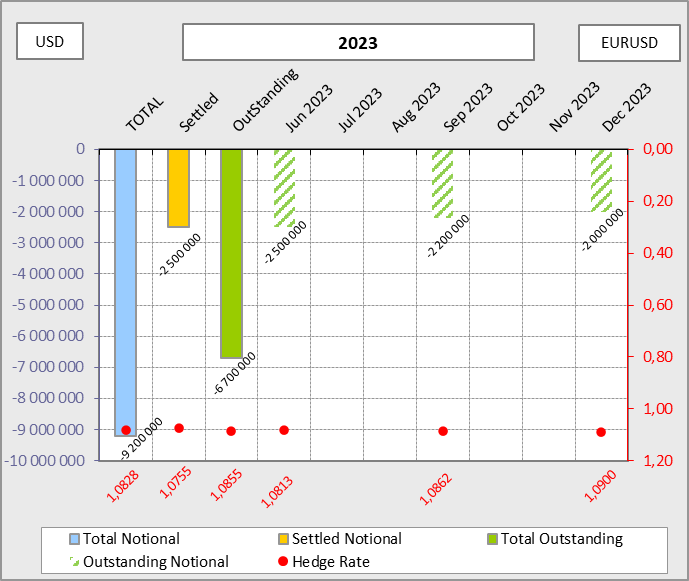 USD
2023
EURUSD
TOTAL
Settled
OutStanding
Jun 2023
Jul 2023
Aug 2023
Sep 2023
Oct 2023
Nov 2023
Dec 2023
0
-1 000 000
-2 000 000
-3 000 000
-4 000 000
-5 000 000
-6 000 000
-7 000 000
-8 000 000
-9 000 000
-10 000 000
0,00
0,20
0,40
0,60
0,80
1,00
1,20
-9 200 000
-2 500 000
-6 700 000
-2 500 000
-2 200 000
-2 000 000
1,0828
1,0755
1,0855
1,0813
1,0862
1,0900
Total Notional
Settled Notional
Total Outstanding
Outstanding Notional
Hedge Rate